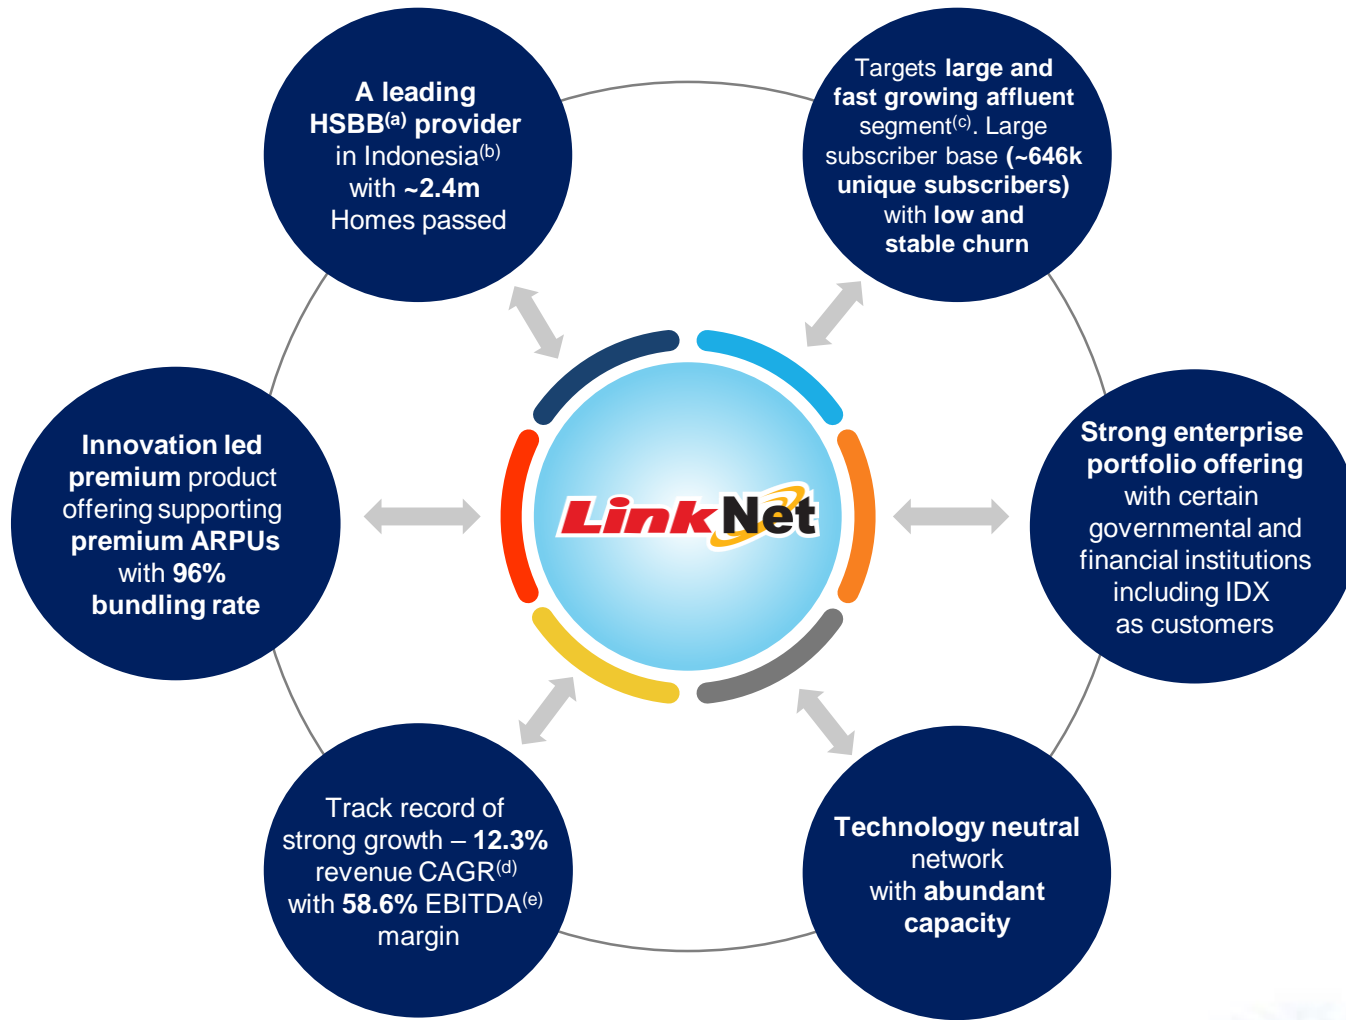 A leading
HSBB(a) provider
in Indonesia(b)
with ~2.4m
Homes passed
Targets large and
fast growing affluent
segment(c). Large
subscriber base (~646k
unique subscribers)
with low and
stable churn
Innovation led
premium product
offering supporting
premium ARPUs
with 96%
bundling rate
LinkNet
Strong enterprise
portfolio offering
with certain
governmental and
financial institutions
including IDX
as customers
Track record of
strong growth – 12.3%
revenue CAGR(d)
with 58.6% EBITDA(e)
margin
Technology neutral
network
with abundant
capacity